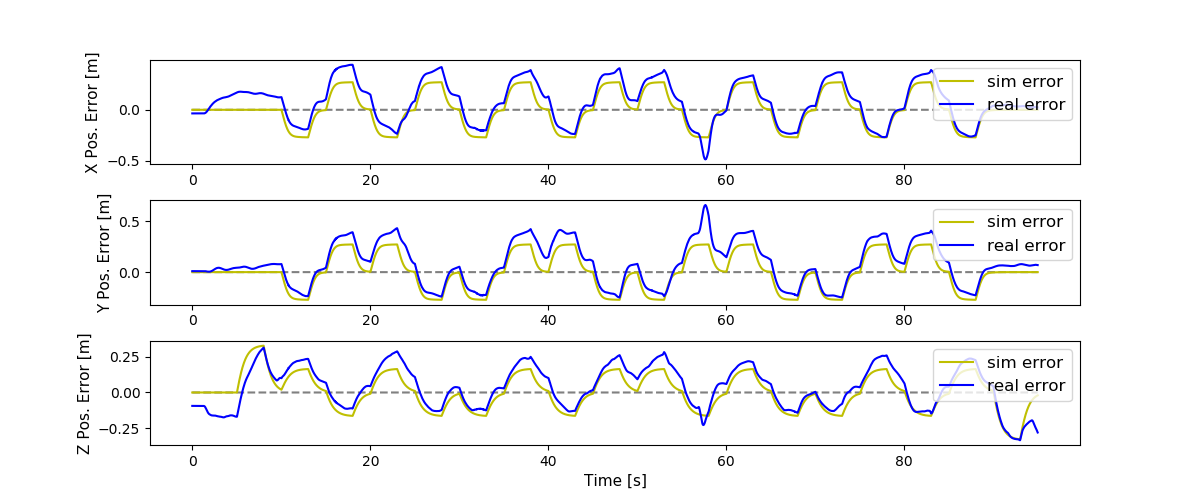 X Pos. Error [m]
0.0
−0.5
sim error
real error
0 20 40 60 80
Y Pos. Error [m]
0.5
0.0
sim error
real error
0 20 40 60 80
Z Pos. Error [m]
0.25
0.00
−0.25
sim error
real error
0 20 40 60 80
Time [s]